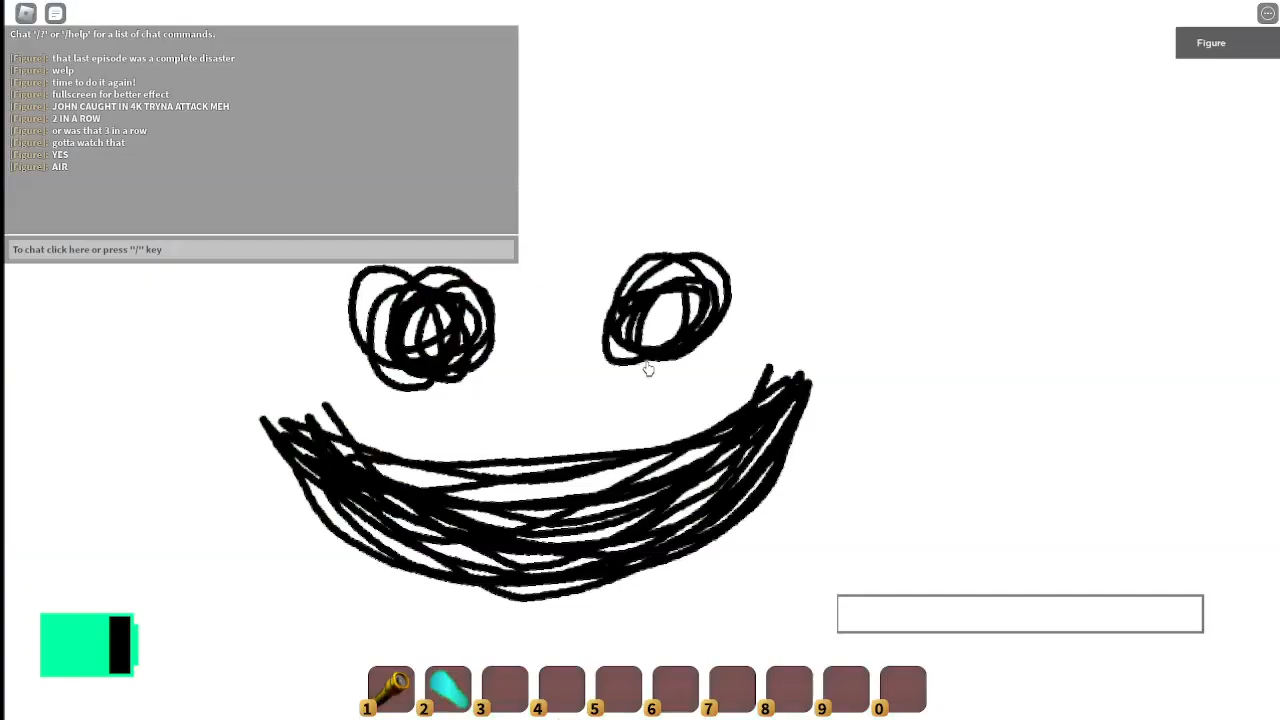 Chat '/?' or '/help' for a list of chat commands.
Figure
[Figure]: that last episode was a complete disaster
[Figure]: welp
[Figure]: time to do it again!
[Figure]: fullscreen for better effect
[Figure]: JOHN CAUGHT IN 4K TRYNA ATTACK MEH
[Figure]: 2 IN A ROW
[Figure]: or was that 3 in a row
[Figure]: gotta watch that
[Figure]: YES
[Figure]: AIR
To chat click here or press "/" key
1 2 3 4 5 6 7 8 9 0